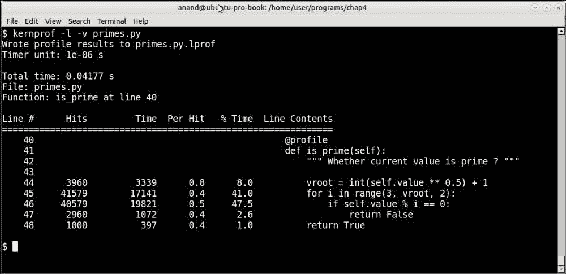 anand@ubuntu-pro-book: /home/user/programs/chap4
File Edit View Search Terminal Help
$ kernprof -l -v primes.py
Wrote profile results to primes.py.lprof
Timer unit: 1e-06 s
Total time: 0.04177 s
File: primes.py
Function: is_prime at line 40
Line # Hits Time Per Hit % Time Line Contents
==============================================================
40 @profile
41 def is_prime(self):
42 """ Whether current value is prime ? """
43
44 3960 3339 0.8 8.0 vroot = int(self.value ** 0.5) + 1
45 41579 17141 0.4 41.0 for i in range(3, vroot, 2):
46 40579 19821 0.5 47.5 if self.value % i == 0:
47 2960 1072 0.4 2.6 return False
48 1000 397 0.4 1.0 return True
$